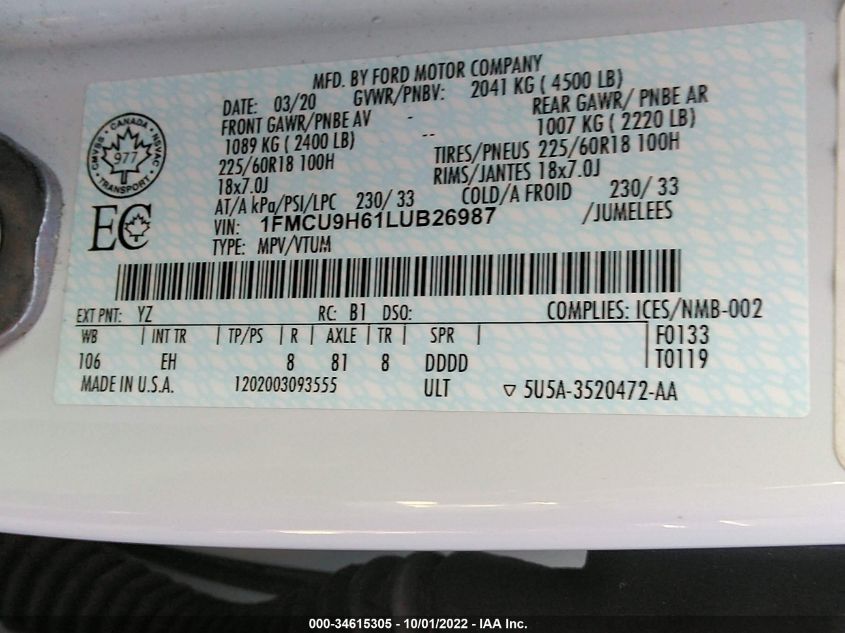 MFD. BY FORD MOTOR COMPANY
DATE: 03/20 GVWR/PNBV: 2041 KG ( 4500 LB)
FRONT GAWR/PNBE AV - REAR GAWR/ PNBE AR
1089 KG ( 2400 LB) -- 1007 KG ( 2220 LB)
225/60R18 100H TIRES/PNEUS 225/60R18 100H
18x7.0J RIMS/JANTES 18x7.0J
AT/A kPa/PSI/LPC 230/ 33 COLD/A FROID 230/ 33
VIN: 1FMCU9H61LUB26987 /JUMELEES
TYPE: MPV/VTUM
CMVSS · CANADA · NSVAC
977
TRANSPORT
EC
EXT PNT: YZ RC: B1 DSO: COMPLIES: ICES/NMB-002
WB | INT TR | TP/PS | R | AXLE | TR | SPR | F0133
106 EH 8 81 8 DDDD T0119
MADE IN U.S.A. 1202003093555 ULT ▽ 5U5A-3520472-AA
000-34615305 - 10/01/2022 - IAA Inc.